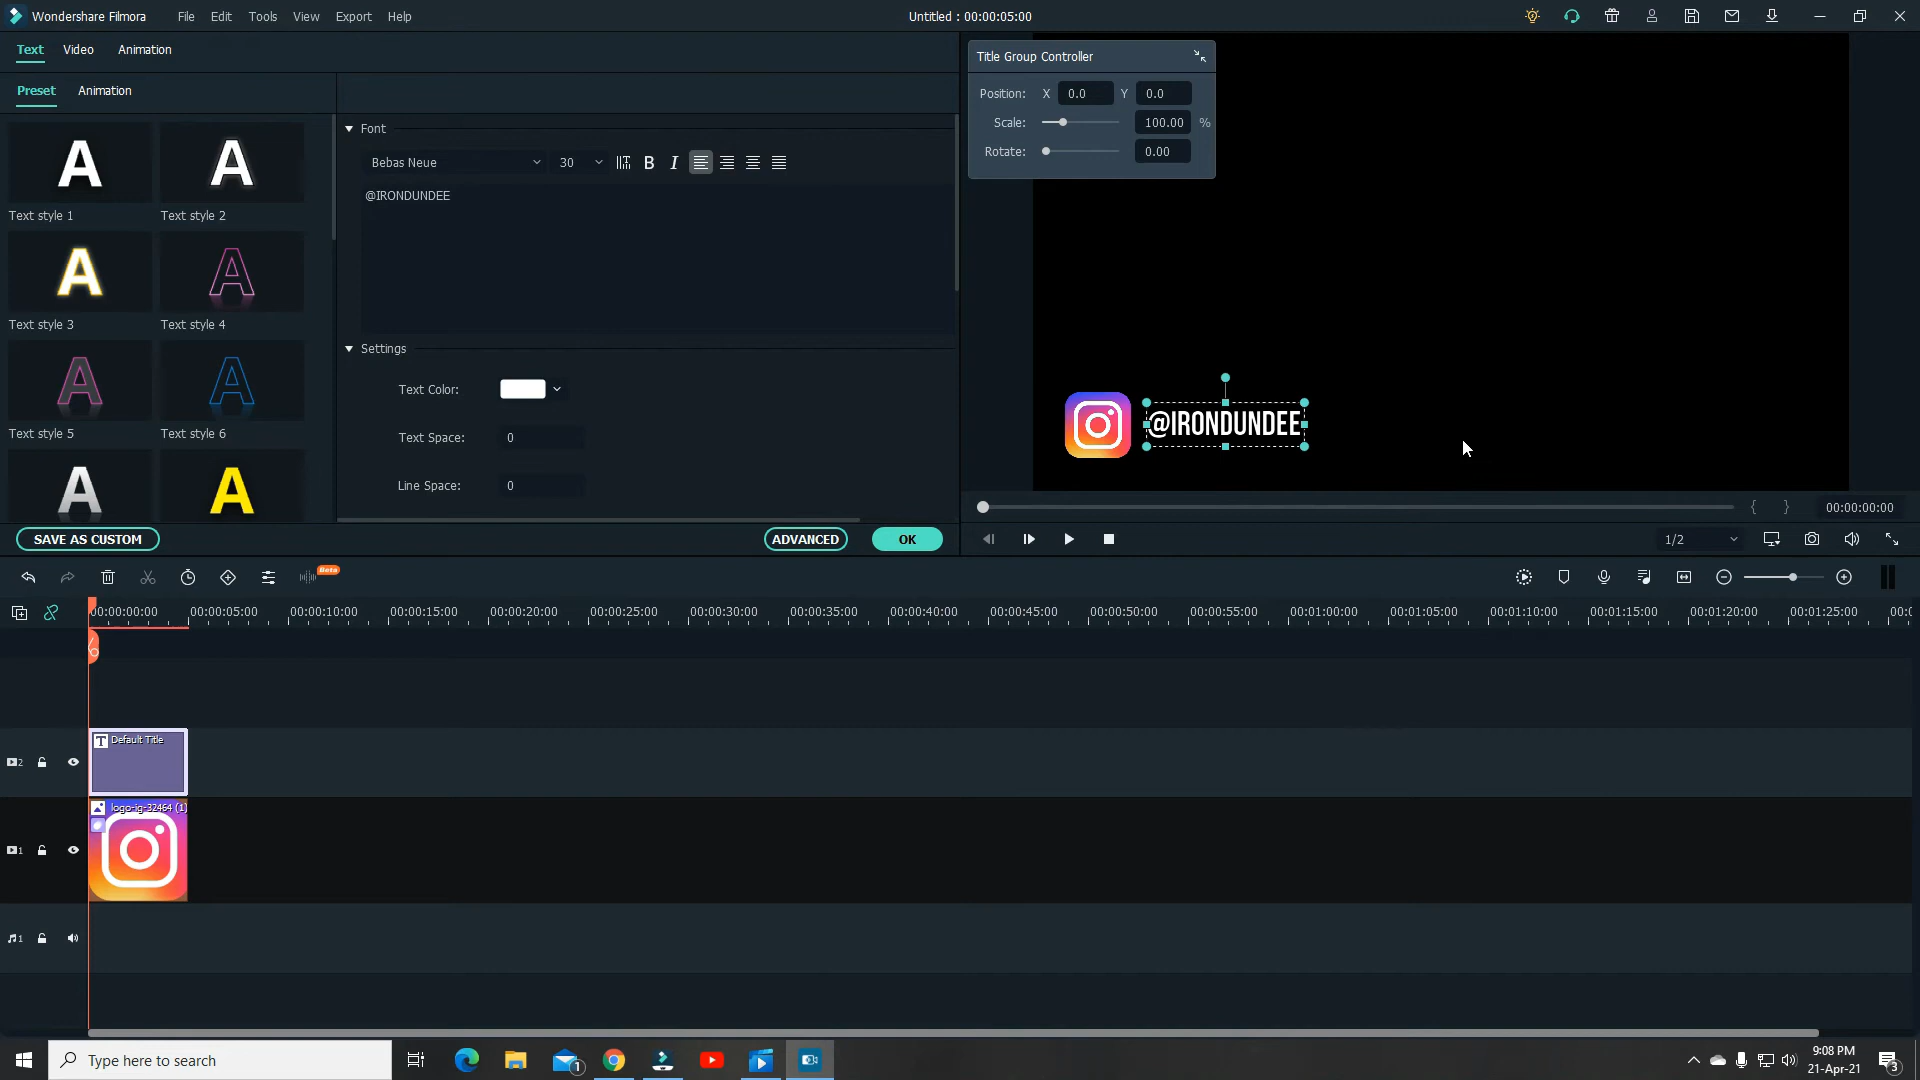 Wondershare Filmora File Edit Tools View Export Help Untitled : 00:00:05:00
Text Video Animation
Preset Animation
Text style 1 Text style 2
Text style 3 Text style 4
Text style 5 Text style 6
SAVE AS CUSTOM
Font
Bebas Neue 30 B I
@IRONDUNDEE
Settings
Text Color:
Text Space: 0
Line Space: 0
ADVANCED OK
Title Group Controller
Position: X 0.0 Y 0.0
Scale: 100.00 %
Rotate: 0.00
@IRONDUNDEE
{ } 00:00:00:00
1/2
Beta
00:00:00:00 00:00:05:00 00:00:10:00 00:00:15:00 00:00:20:00 00:00:25:00 00:00:30:00 00:00:35:00 00:00:40:00 00:00:45:00 00:00:50:00 00:00:55:00 00:01:00:00 00:01:05:00 00:01:10:00 00:01:15:00 00:01:20:00 00:01:25:00
2 T Default Title
logo-ig-32464 (1)
1
1
Type here to search 1
9:08 PM
21-Apr-21 3